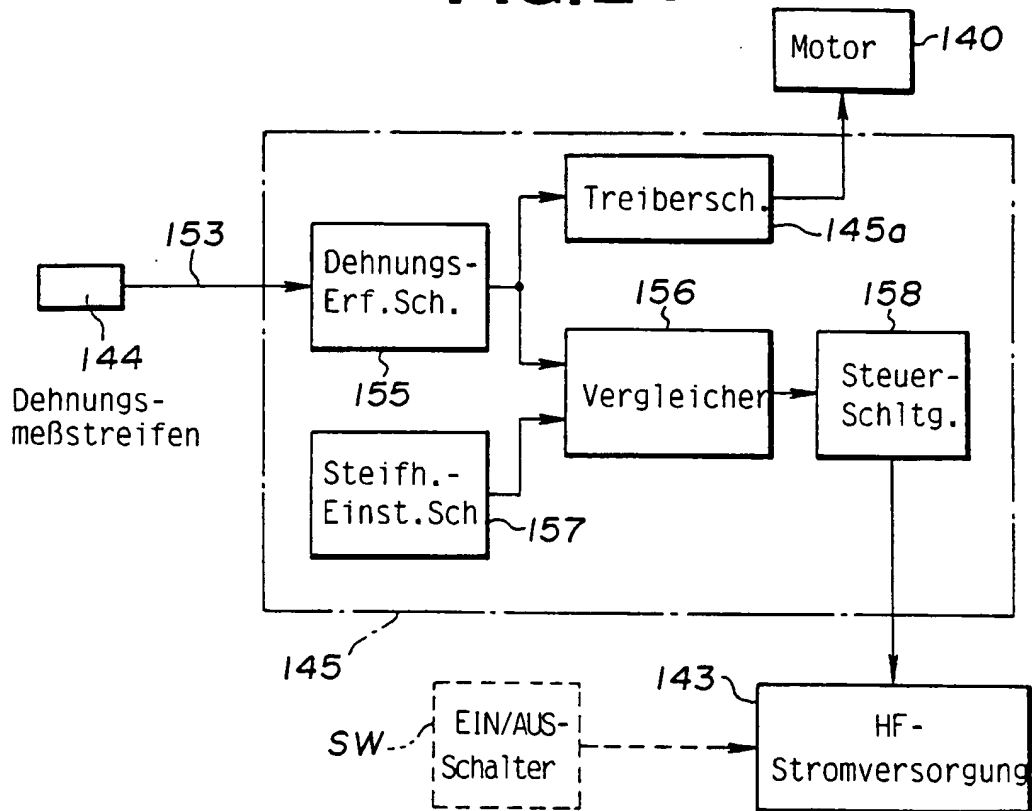 Motor
140
Treibersch.
145a
153
Dehnungs-
Erf.Sch.
155
144
Dehnungs-
meßstreifen
156
Vergleicher
158
Steuer-
Schltg.
Steifh.-
Einst.Sch
157
145
143
SW
EIN/AUS-
Schalter
HF-
Stromversorgung